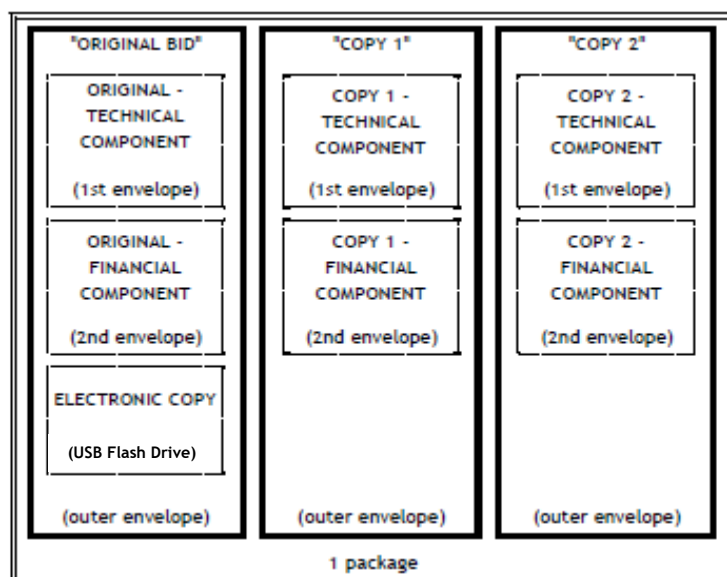 "ORIGINAL BID"
ORIGINAL -
TECHNICAL
COMPONENT
(1st envelope)
ORIGINAL -
FINANCIAL
COMPONENT
(2nd envelope)
ELECTRONIC COPY
(USB Flash Drive)
(outer envelope)
"COPY 1"
COPY 1 -
TECHNICAL
COMPONENT
(1st envelope)
COPY 1 -
FINANCIAL
COMPONENT
(2nd envelope)
(outer envelope)
"COPY 2"
COPY 2 -
TECHNICAL
COMPONENT
(1st envelope)
COPY 2 -
FINANCIAL
COMPONENT
(2nd envelope)
(outer envelope)
1 package